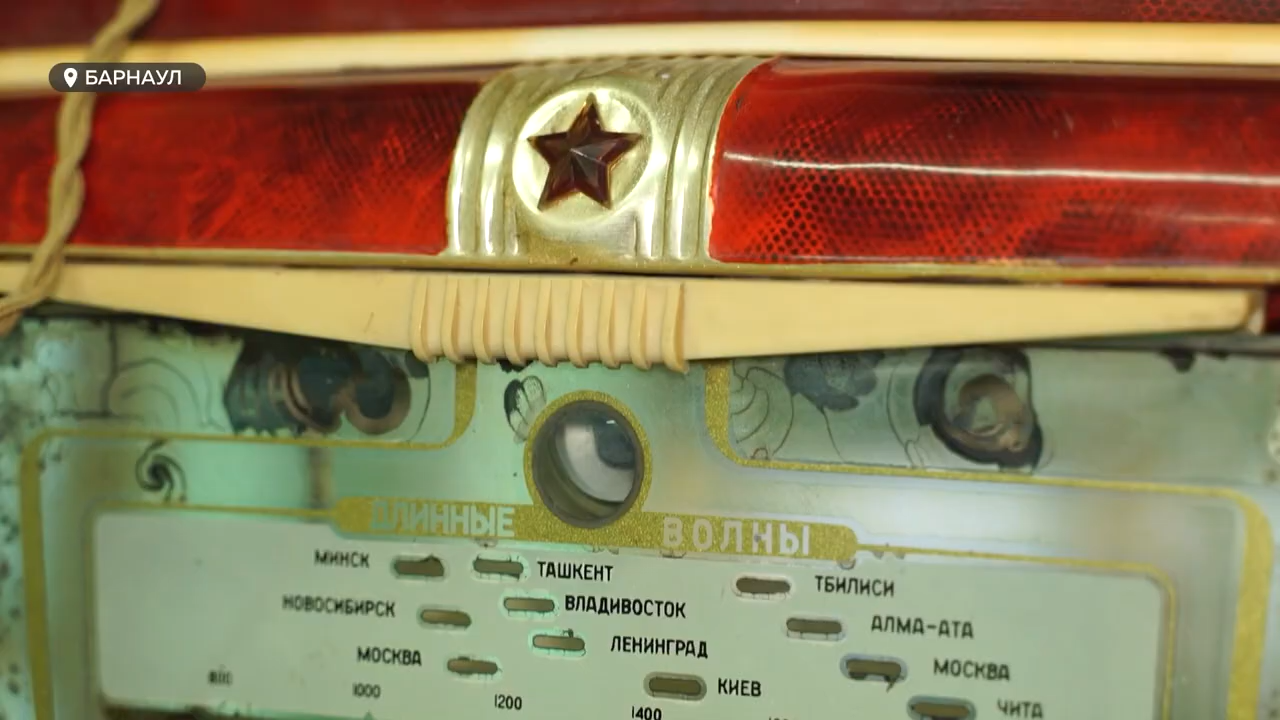 БАРНАУЛ
ДЛИННЫЕ ВОЛНЫ
МИНСК ТАШКЕНТ ТБИЛИСИ
НОВОСИБИРСК ВЛАДИВОСТОК АЛМА-АТА
МОСКВА ЛЕНИНГРАД МОСКВА
КИЕВ ЧИТА
800 1000 1200 1400